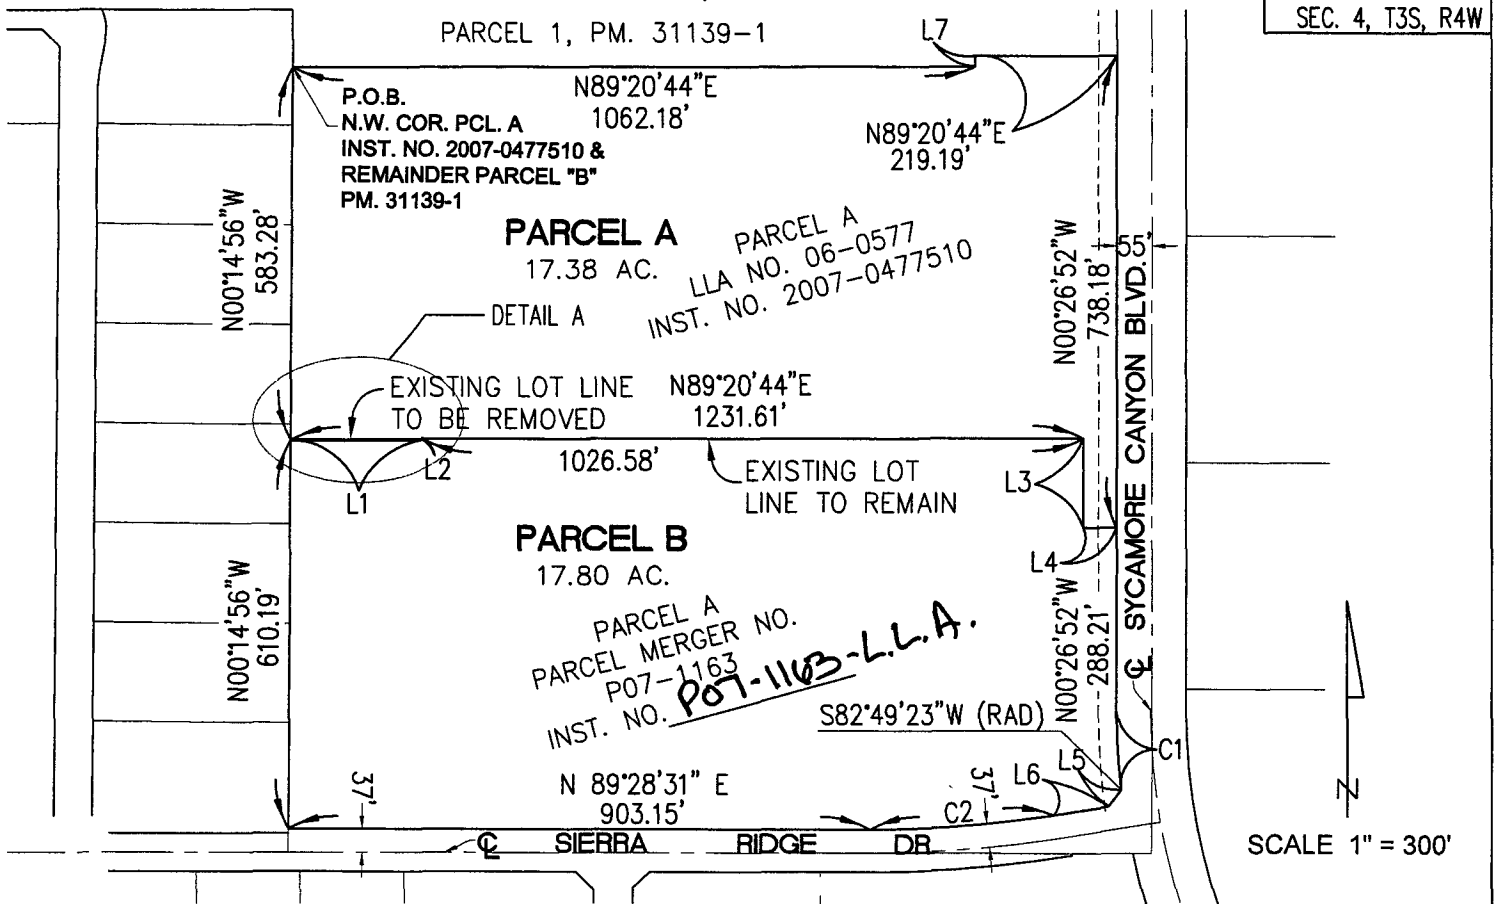 SEC. 4, T3S, R4W
PARCEL 1, PM. 31139-1
L7
N89°20'44"E
1062.18'
P.O.B.
N.W. COR. PCL. A
INST. NO. 2007-0477510 &
REMAINDER PARCEL "B"
PM. 31139-1
N89°20'44"E
219.19'
N00°14'56"W
583.28'
PARCEL A
17.38 AC.
PARCEL A
LLA NO. 06-0577
INST. NO. 2007-0477510
N00°26'52"W
738.18'
55'
DETAIL A
EXISTING LOT LINE
TO BE REMOVED
N89°20'44"E
1231.61'
1026.58'
L1
L2
EXISTING LOT
LINE TO REMAIN
L3
L4
℄ SYCAMORE CANYON BLVD.
PARCEL B
17.80 AC.
N00°14'56"W
610.19'
PARCEL A
PARCEL MERGER NO.
P07-1163
INST. NO. P07-1163-L.L.A.
N00°26'52"W
288.21'
S82°49'23"W (RAD)
C1
L5
L6
37'
N 89°28'31" E
903.15'
C2
37'
℄ SIERRA RIDGE DR
N
SCALE 1" = 300'